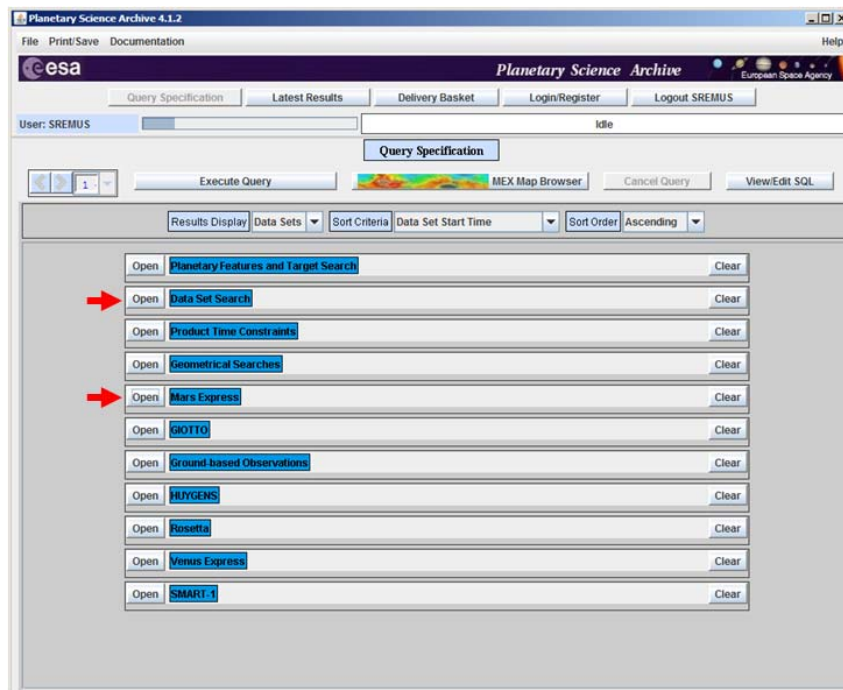 Planetary Science Archive 4.1.2
File Print/Save Documentation Help
esa Planetary Science Archive European Space Agency
Query Specification Latest Results Delivery Basket Login/Register Logout SREMUS
User: SREMUS Idle
Query Specification
1 Execute Query MEX Map Browser Cancel Query View/Edit SQL
Results Display Data Sets Sort Criteria Data Set Start Time Sort Order Ascending
Open Planetary Features and Target Search Clear
Open Data Set Search Clear
Open Product Time Constraints Clear
Open Geometrical Searches Clear
Open Mars Express Clear
Open GIOTTO Clear
Open Ground-based Observations Clear
Open HUYGENS Clear
Open Rosetta Clear
Open Venus Express Clear
Open SMART-1 Clear